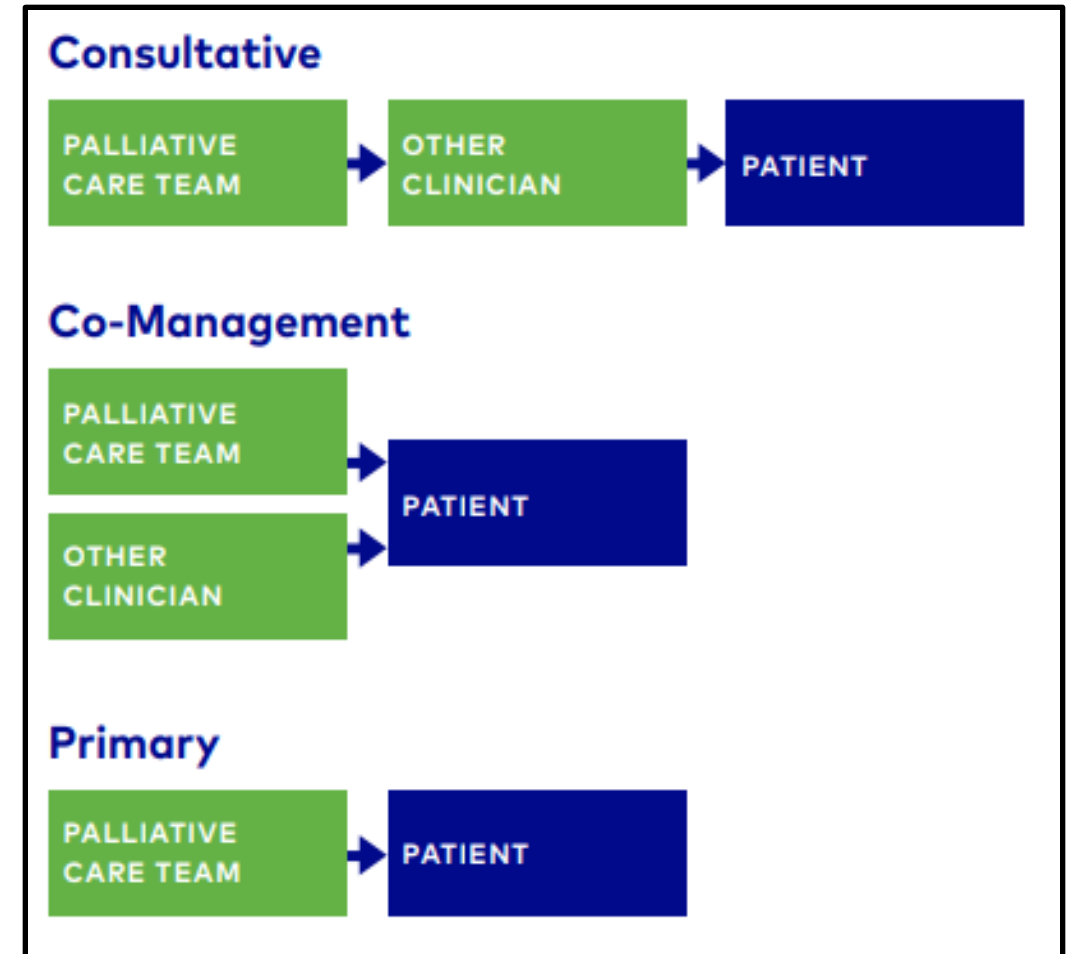 Consultative
PALLIATIVE
CARE TEAM
OTHER
CLINICIAN
PATIENT
Co-Management
PALLIATIVE
CARE TEAM
OTHER
CLINICIAN
PATIENT
Primary
PALLIATIVE
CARE TEAM
PATIENT